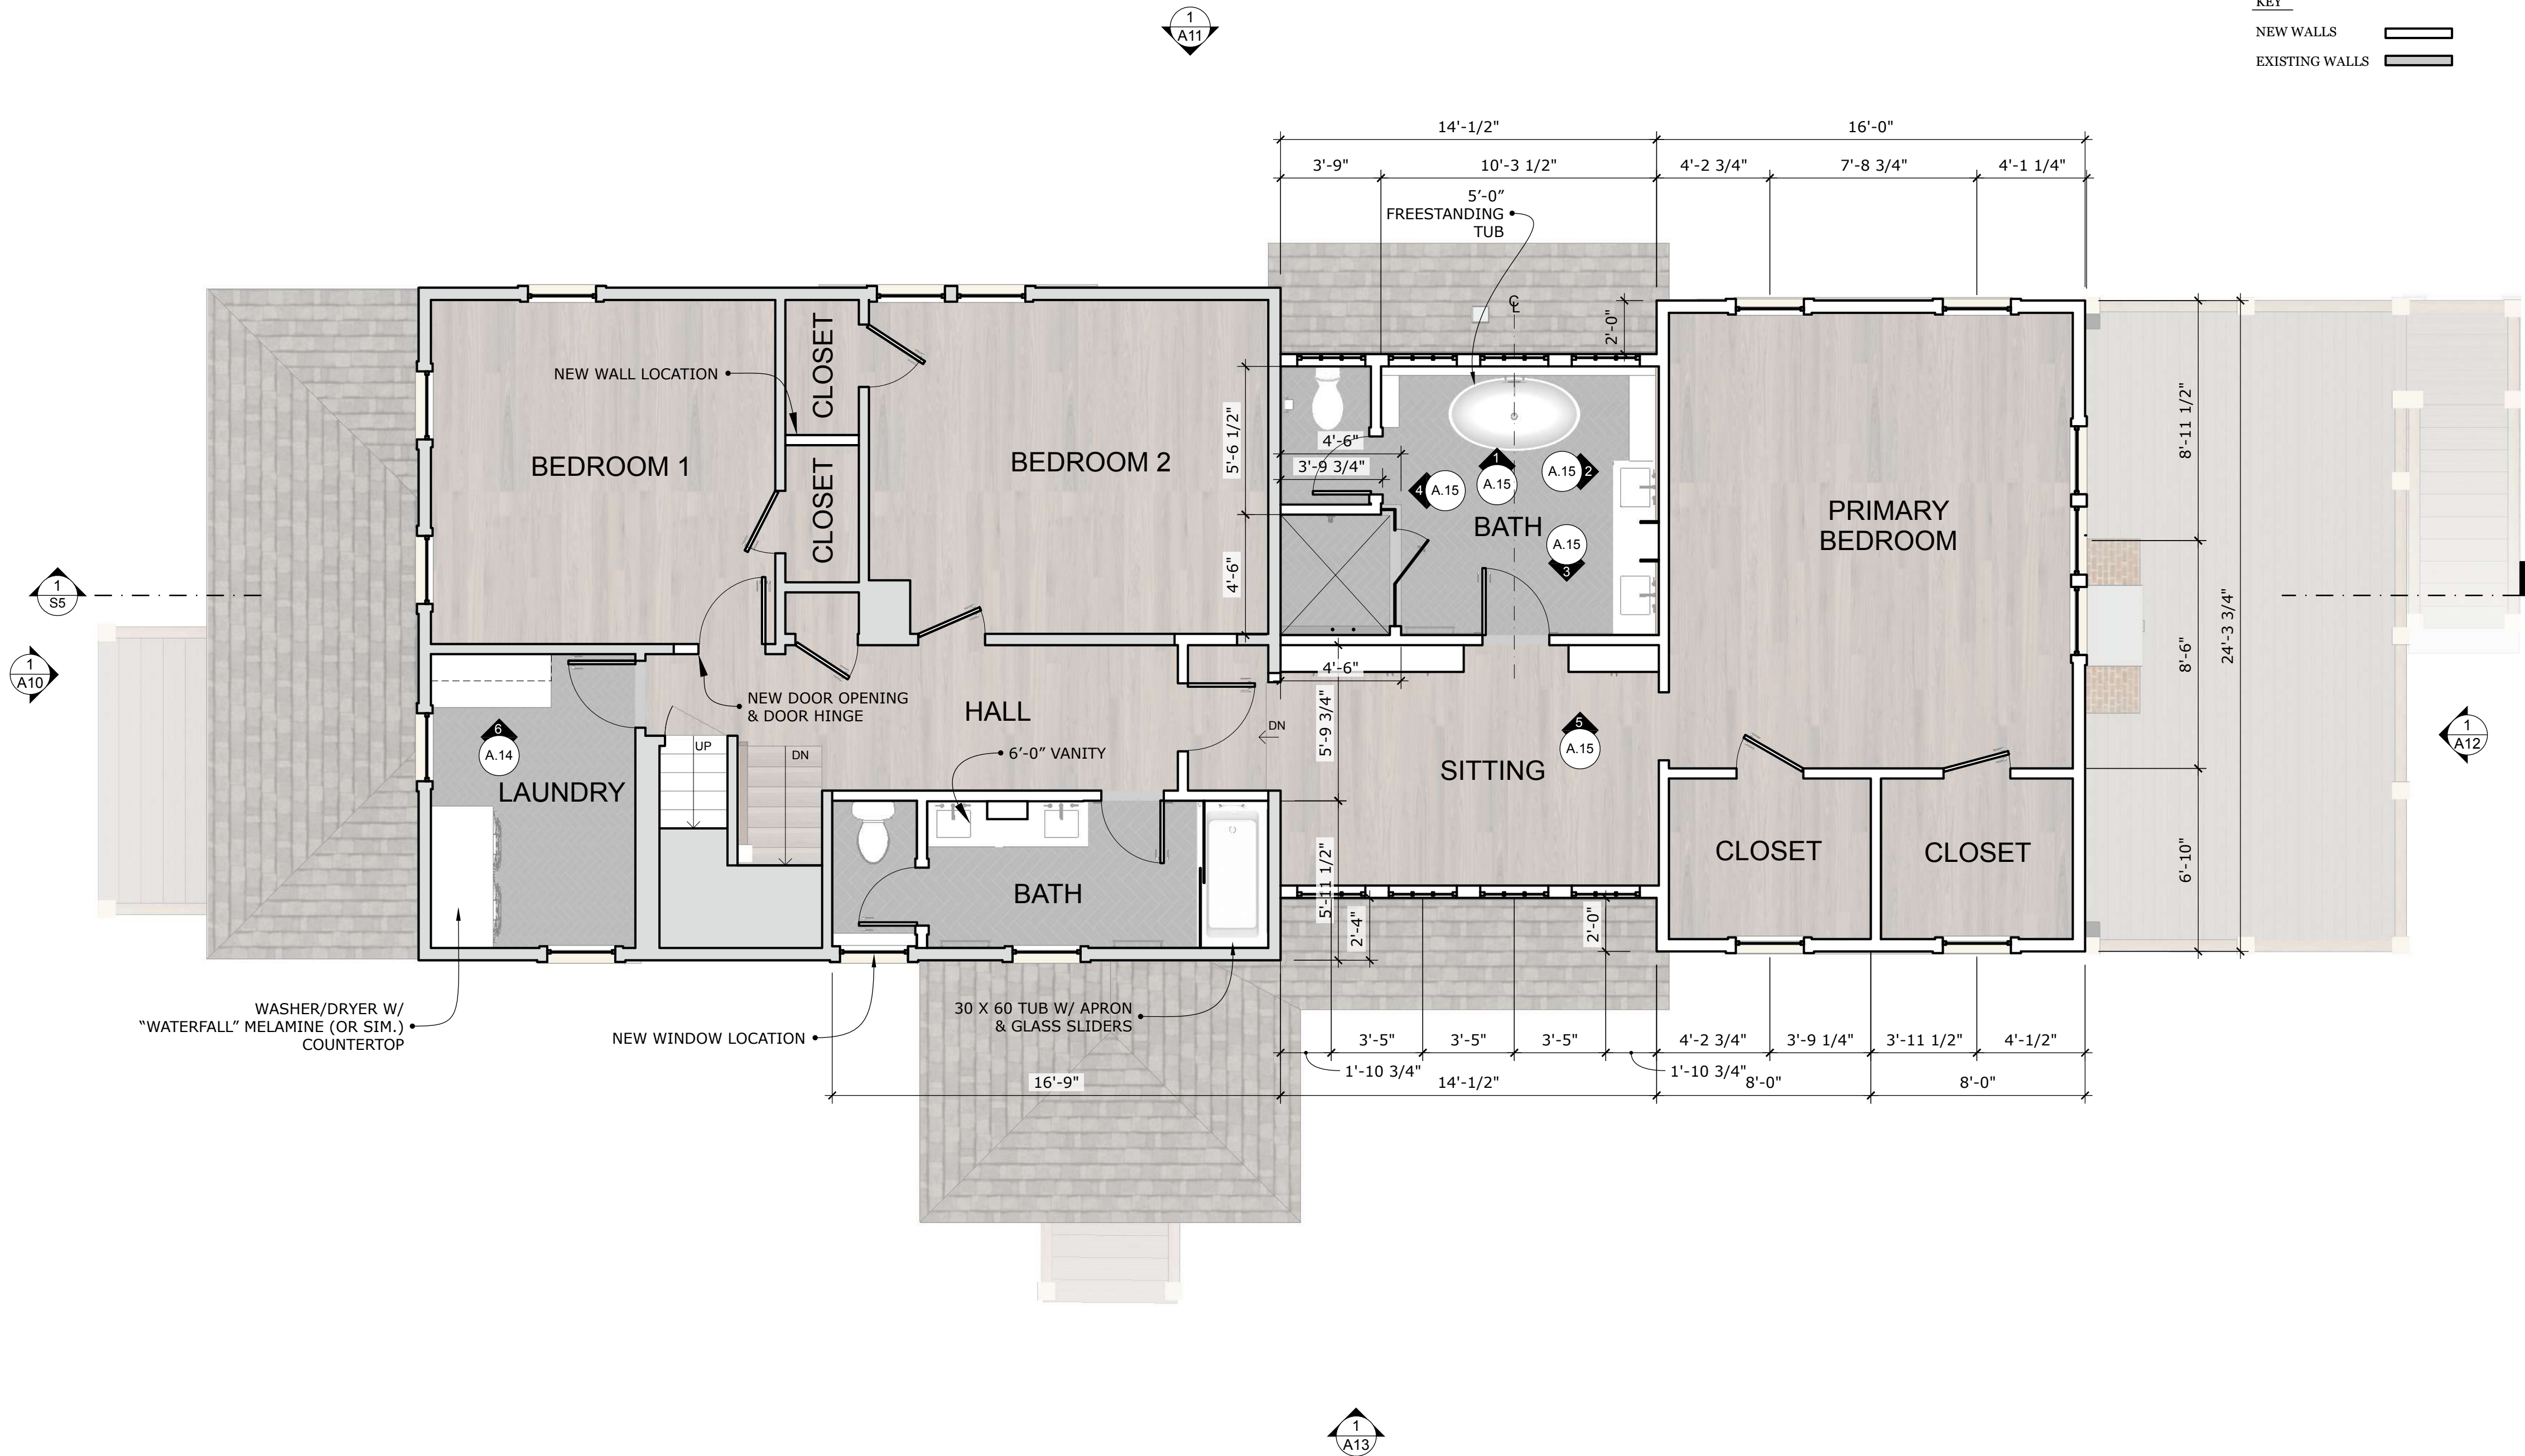 1
A11
KEY
NEW WALLS
EXISTING WALLS
14'-1/2"
16'-0"
3'-9"
10'-3 1/2"
4'-2 3/4"
7'-8 3/4"
4'-1 1/4"
5'-0"
FREESTANDING
TUB
CL
2'-0"
NEW WALL LOCATION
CLOSET
CLOSET
BEDROOM 1
BEDROOM 2
5'-6 1/2"
4'-6"
4'-6"
3'-9 3/4"
4
A.15
1
A.15
A.15
2
BATH
A.15
3
PRIMARY
BEDROOM
8'-11 1/2"
8'-6"
24'-3 3/4"
6'-10"
1
S5
1
A10
NEW DOOR OPENING
& DOOR HINGE
HALL
4'-6"
5'-9 3/4"
DN
5
A.15
SITTING
1
A12
6
A.14
LAUNDRY
UP
DN
6'-0" VANITY
BATH
5'-11 1/2"
2'-4"
2'-0"
CLOSET
CLOSET
WASHER/DRYER W/
"WATERFALL" MELAMINE (OR SIM.)
COUNTERTOP
NEW WINDOW LOCATION
30 X 60 TUB W/ APRON
& GLASS SLIDERS
3'-5"
3'-5"
3'-5"
4'-2 3/4"
3'-9 1/4"
3'-11 1/2"
4'-1/2"
1'-10 3/4"
1'-10 3/4"
16'-9"
14'-1/2"
8'-0"
8'-0"
1
A13